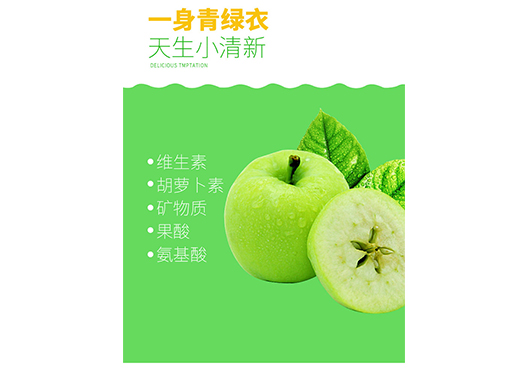 一身青绿衣
天生小清新
DELICIOUS TMPTATION
•维生素
•胡萝卜素
•矿物质
•果酸
•氨基酸